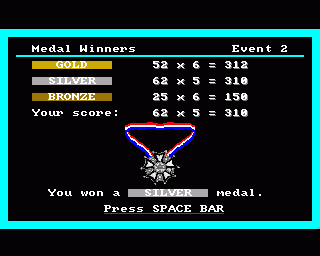 Medal Winners Event 2
GOLD 52 x 6 = 312
SILVER 62 x 5 = 310
BRONZE 25 x 6 = 150
Your score: 62 x 5 = 310
You won a SILVER medal.
Press SPACE BAR